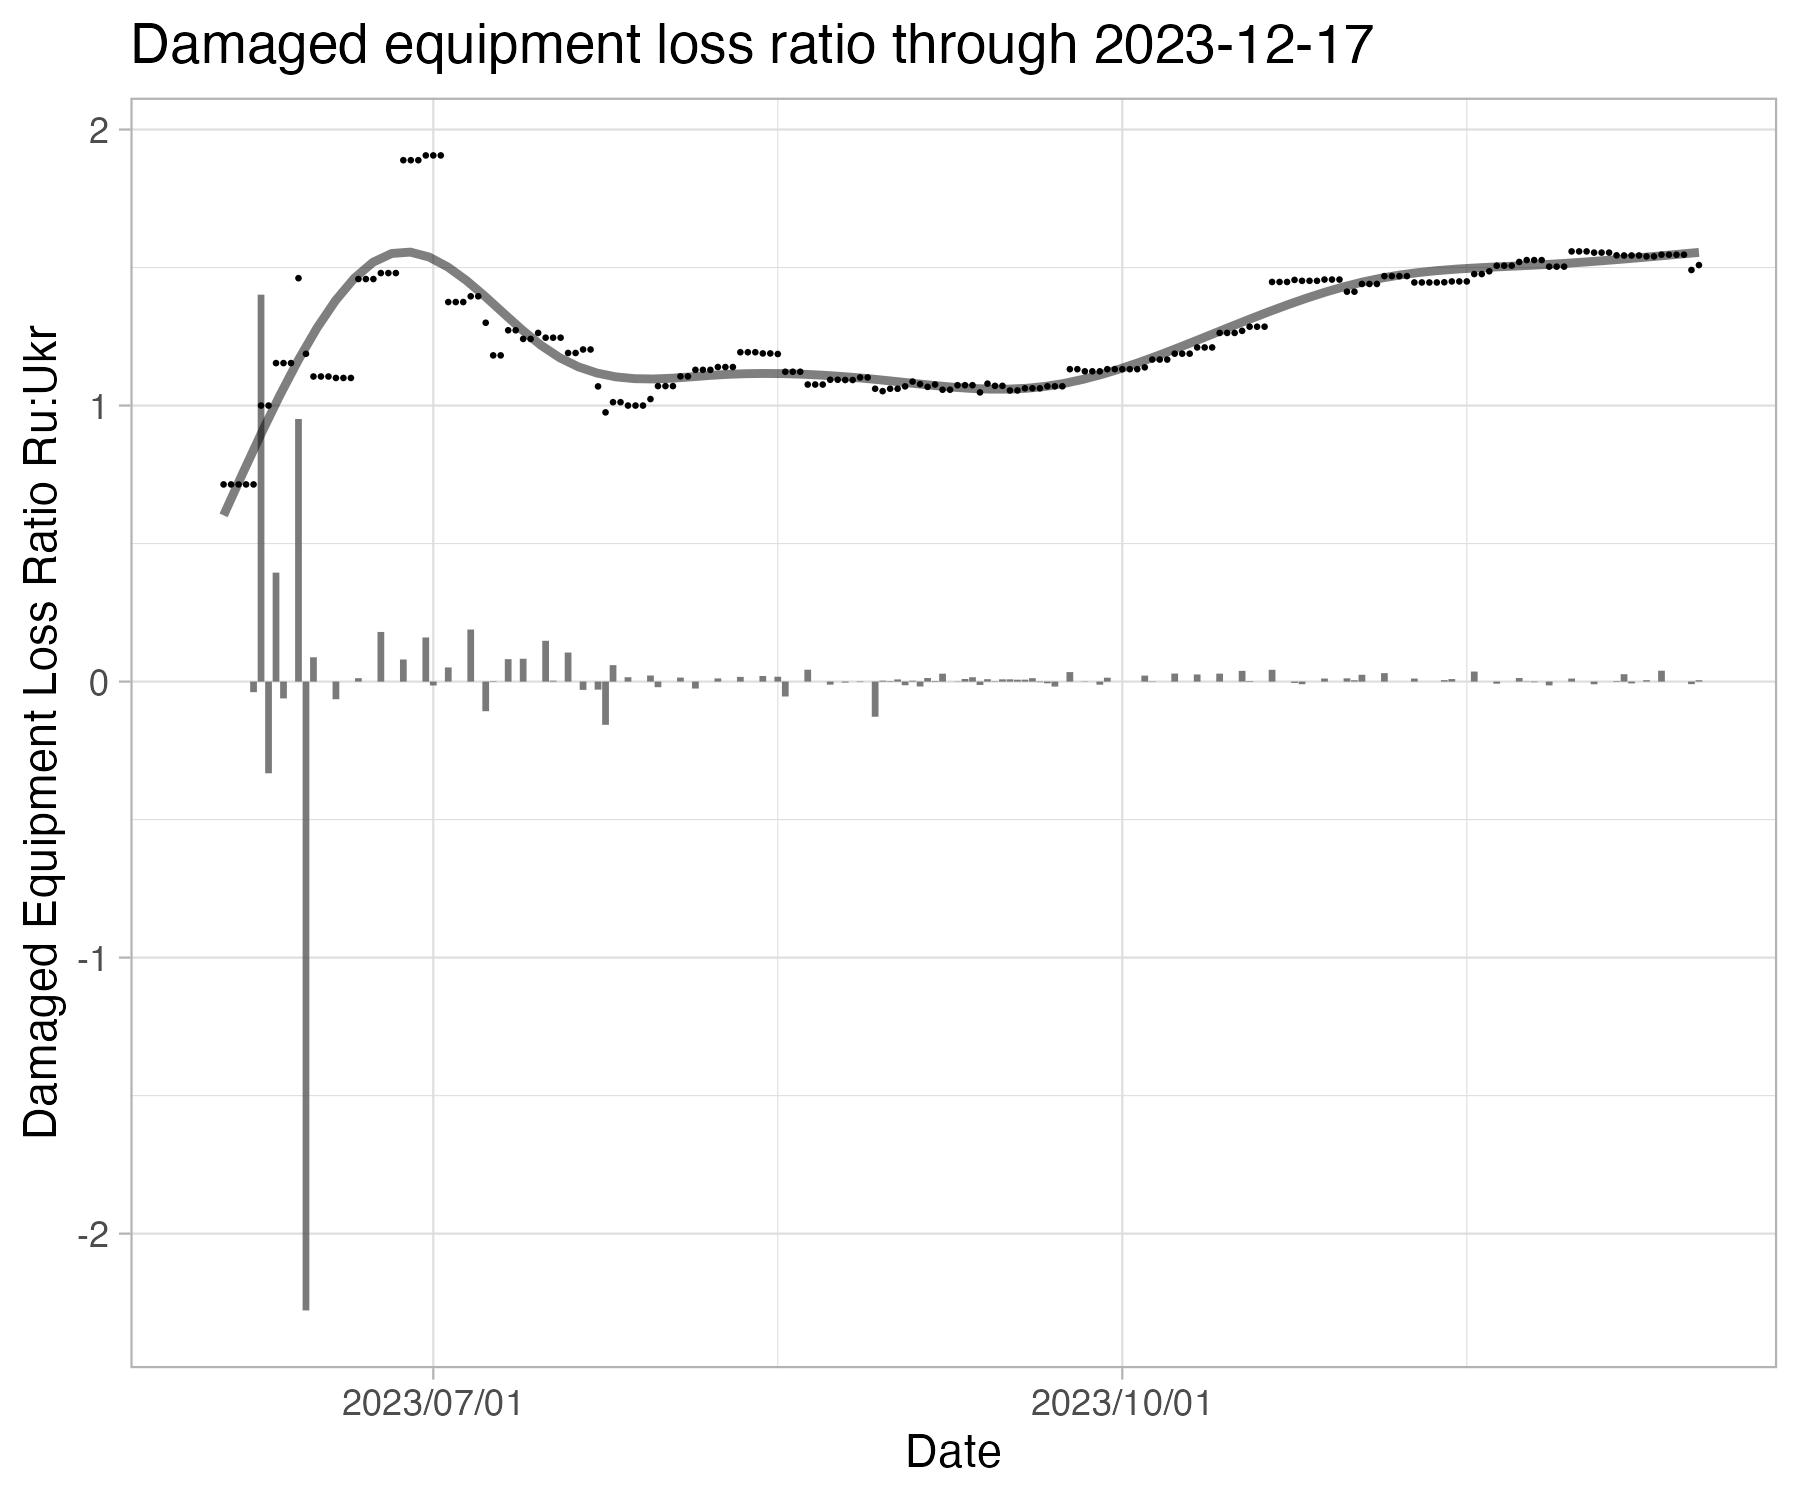 Damaged equipment loss ratio through 2023-12-17
Damaged Equipment Loss Ratio Ru:Ukr
2
1
0
-1
-2
2023/07/01
2023/10/01
Date